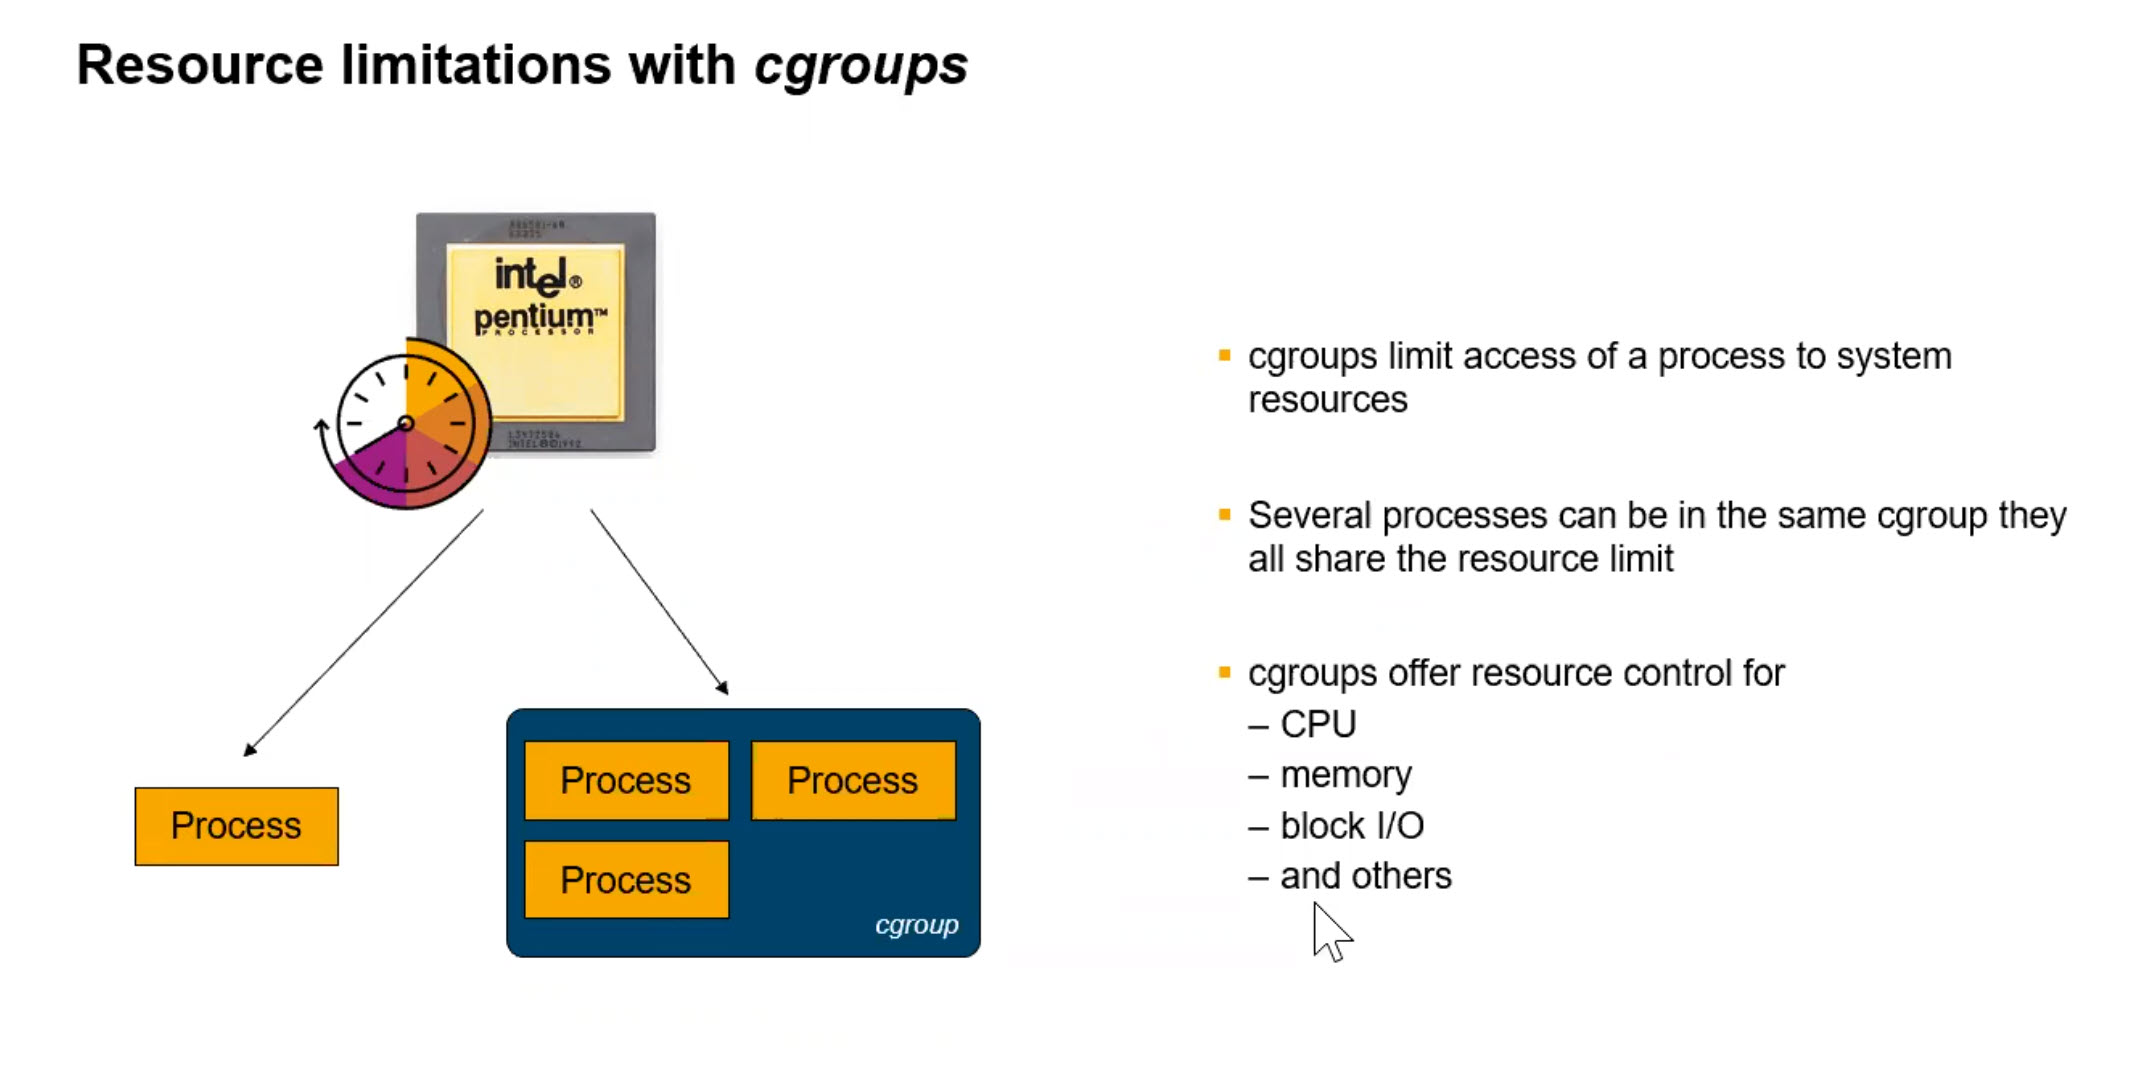 Resource limitations with cgroups
intel®
pentium™
PROCESSOR
cgroups limit access of a process to system
resources
Several processes can be in the same cgroup they
all share the resource limit
cgroups offer resource control for
– CPU
– memory
– block I/O
– and others
Process
Process
Process
Process
cgroup